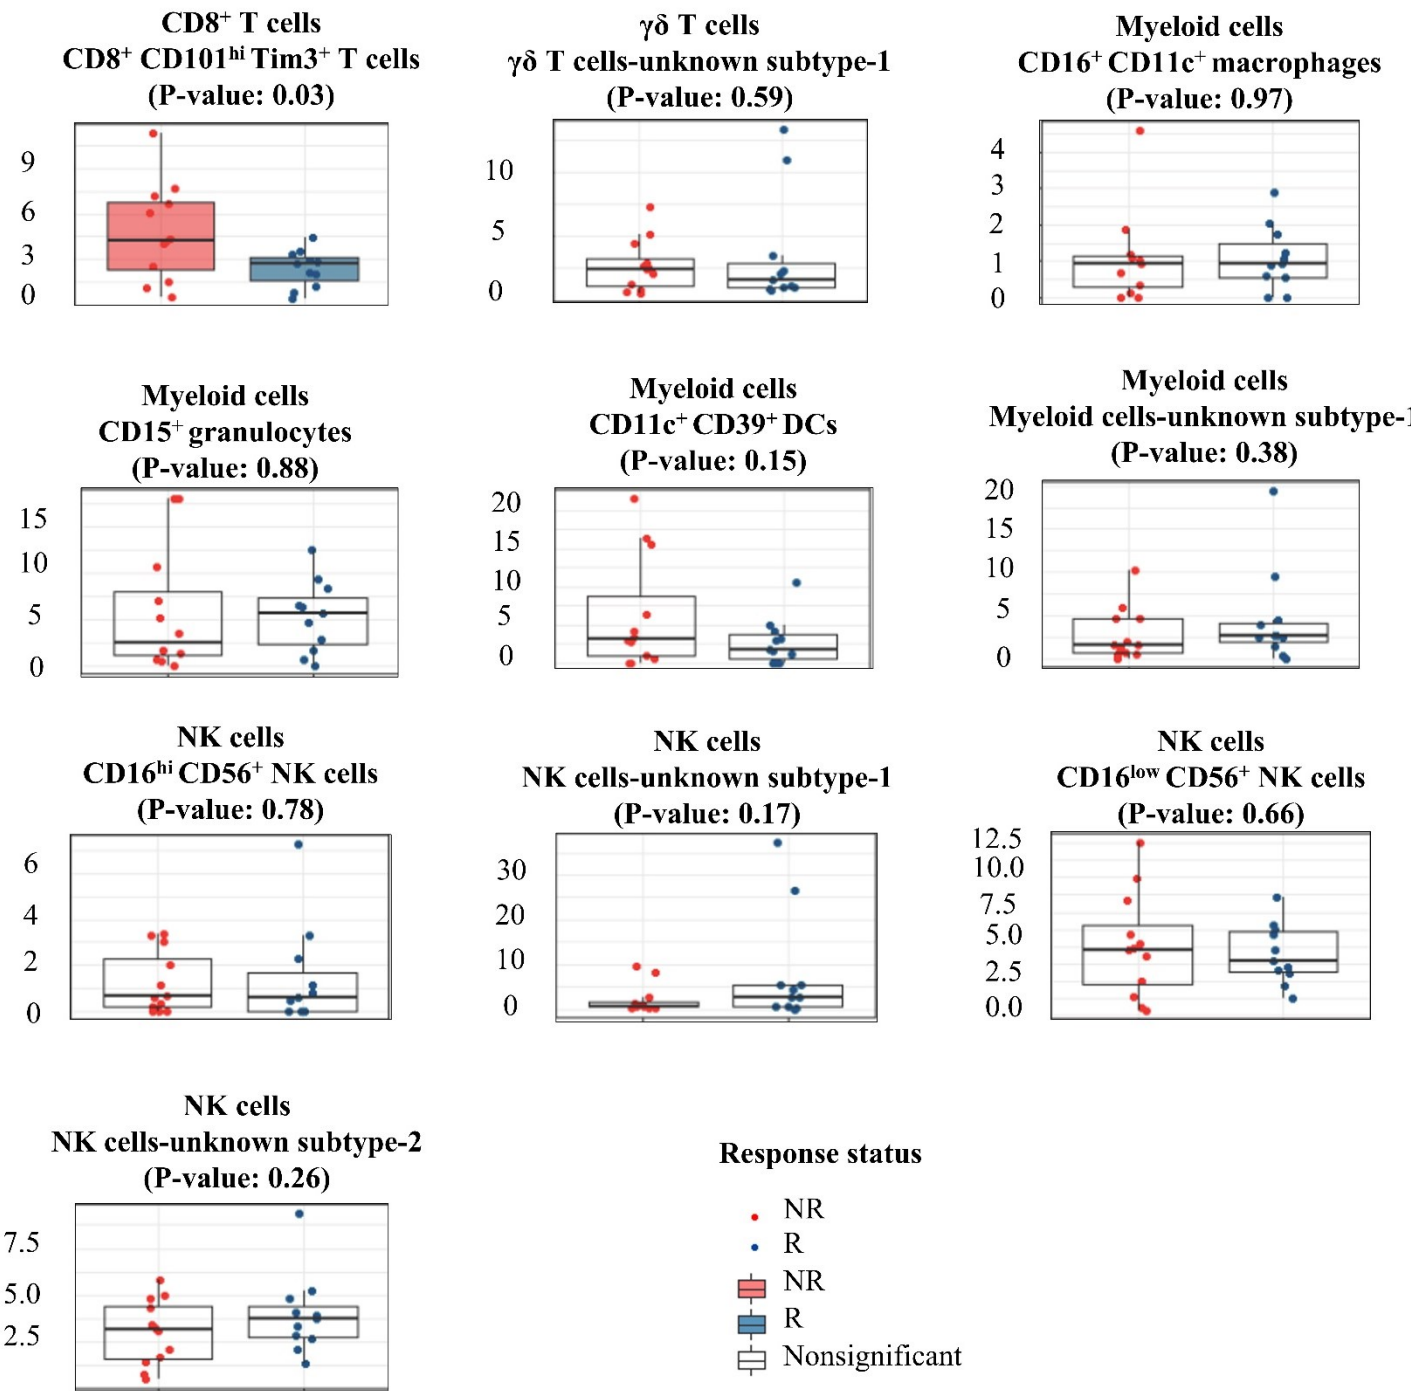 CD8⁺ T cells
CD8⁺ CD101ʰⁱ Tim3⁺ T cells
(P-value: 0.03)
9
6
3
0
γδ T cells
γδ T cells-unknown subtype-1
(P-value: 0.59)
10
5
0
Myeloid cells
CD16⁺ CD11c⁺ macrophages
(P-value: 0.97)
4
3
2
1
0
Myeloid cells
CD15⁺ granulocytes
(P-value: 0.88)
15
10
5
0
Myeloid cells
CD11c⁺ CD39⁺ DCs
(P-value: 0.15)
20
15
10
5
0
Myeloid cells
Myeloid cells-unknown subtype-1
(P-value: 0.38)
20
15
10
5
0
NK cells
CD16ʰⁱ CD56⁺ NK cells
(P-value: 0.78)
6
4
2
0
NK cells
NK cells-unknown subtype-1
(P-value: 0.17)
30
20
10
0
NK cells
CD16ˡᵒʷ CD56⁺ NK cells
(P-value: 0.66)
12.5
10.0
7.5
5.0
2.5
0.0
NK cells
NK cells-unknown subtype-2
(P-value: 0.26)
7.5
5.0
2.5
Response status
NR
R
NR
R
Nonsignificant